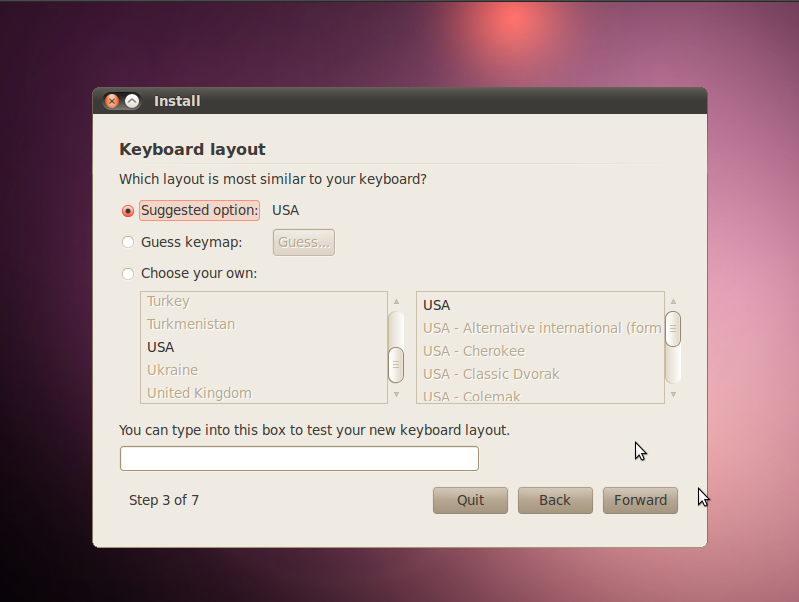 Install
Keyboard layout
Which layout is most similar to your keyboard?
Suggested option: USA
Guess keymap: Guess...
Choose your own:
Turkey
Turkmenistan
USA
Ukraine
United Kingdom
USA
USA - Alternative international (form
USA - Cherokee
USA - Classic Dvorak
USA - Colemak
You can type into this box to test your new keyboard layout.
Step 3 of 7
Quit Back Forward